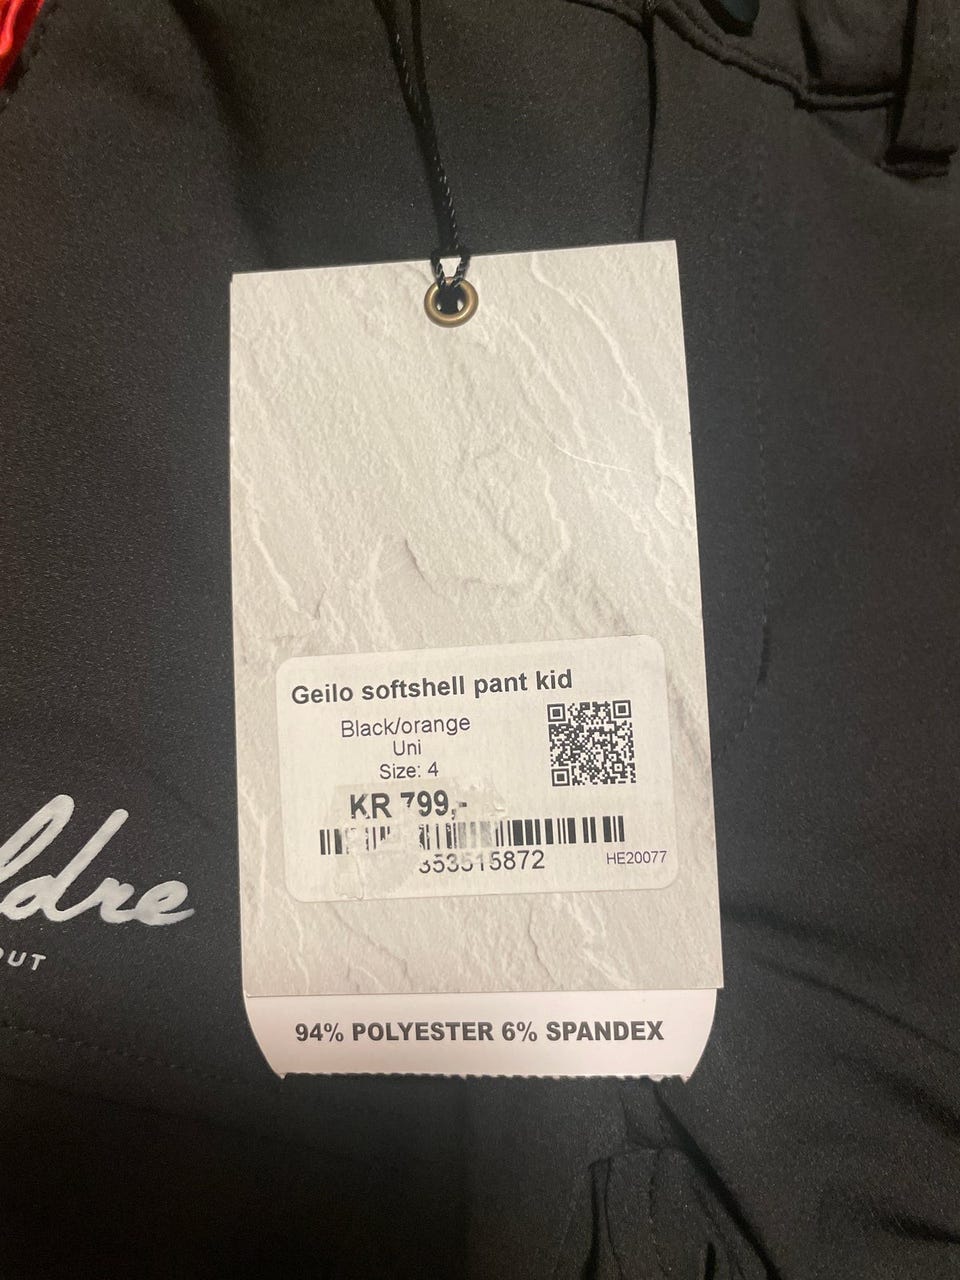 Geilo softshell pant kid
Black/orange
Uni
Size: 4
KR 799,-
353515872
HE20077
ldre
OUT
94% POLYESTER 6% SPANDEX